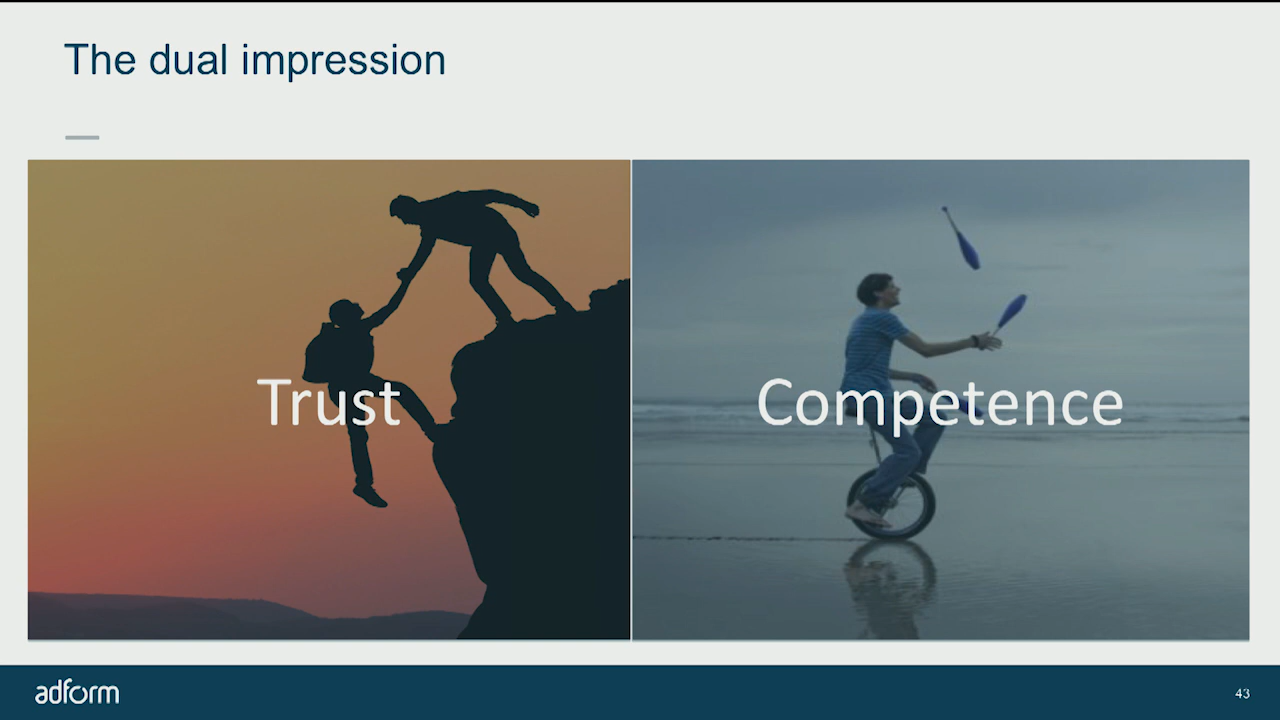 The dual impression
Trust
Competence
adform
43